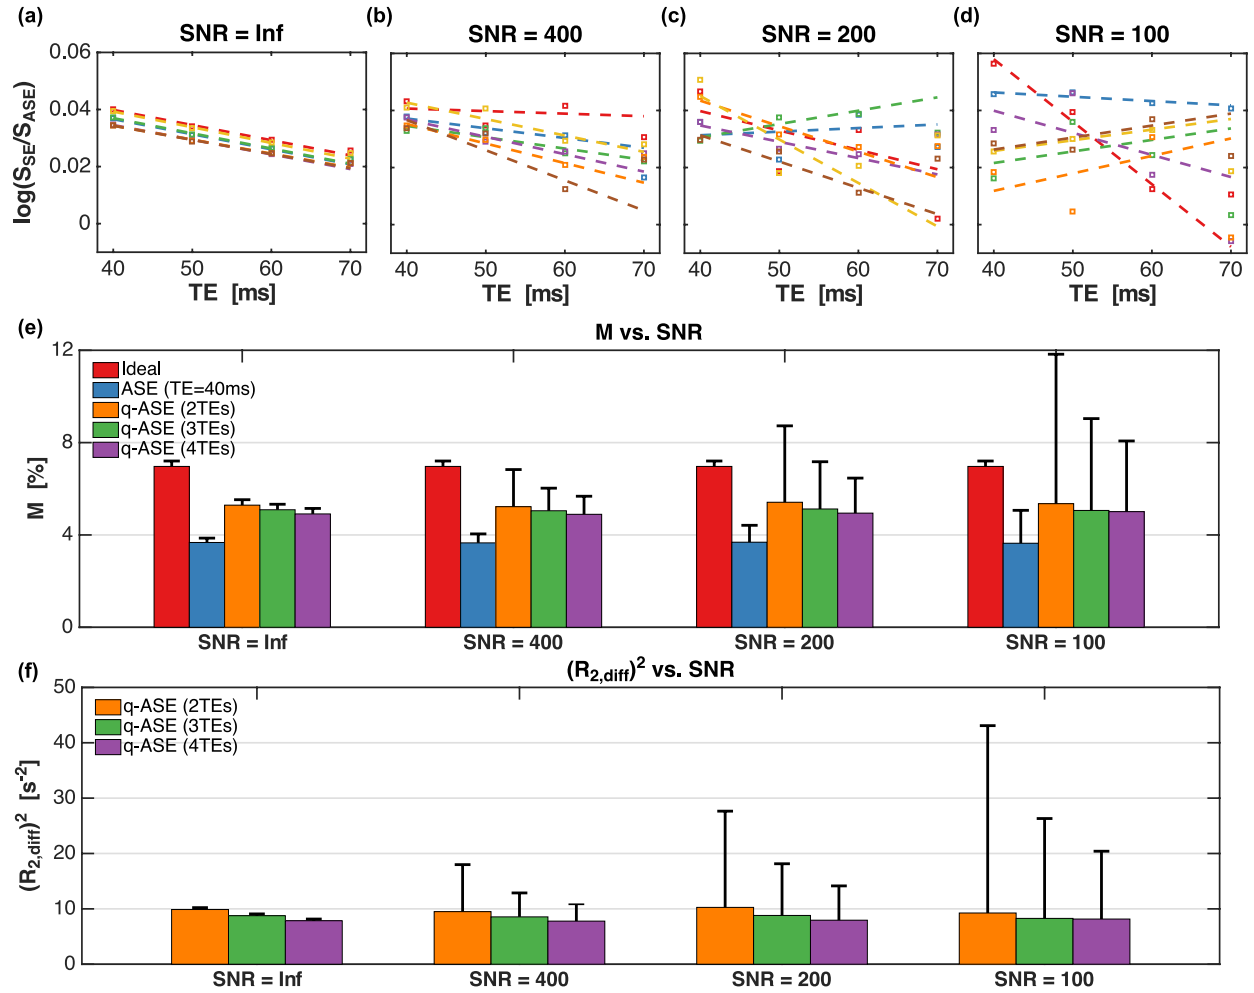 (a) SNR = Inf
(b) SNR = 400
(c) SNR = 200
(d) SNR = 100
log(S_SE/S_ASE)
0.06
0.04
0.02
0
40 50 60 70
40 50 60 70
40 50 60 70
40 50 60 70
TE [ms]
TE [ms]
TE [ms]
TE [ms]
(e) M vs. SNR
M [%]
12
8
4
0
Ideal
ASE (TE=40ms)
q-ASE (2TEs)
q-ASE (3TEs)
q-ASE (4TEs)
SNR = Inf
SNR = 400
SNR = 200
SNR = 100
(f) (R_2,diff)² vs. SNR
(R_2,diff)² [s⁻²]
50
40
30
20
10
0
q-ASE (2TEs)
q-ASE (3TEs)
q-ASE (4TEs)
SNR = Inf
SNR = 400
SNR = 200
SNR = 100